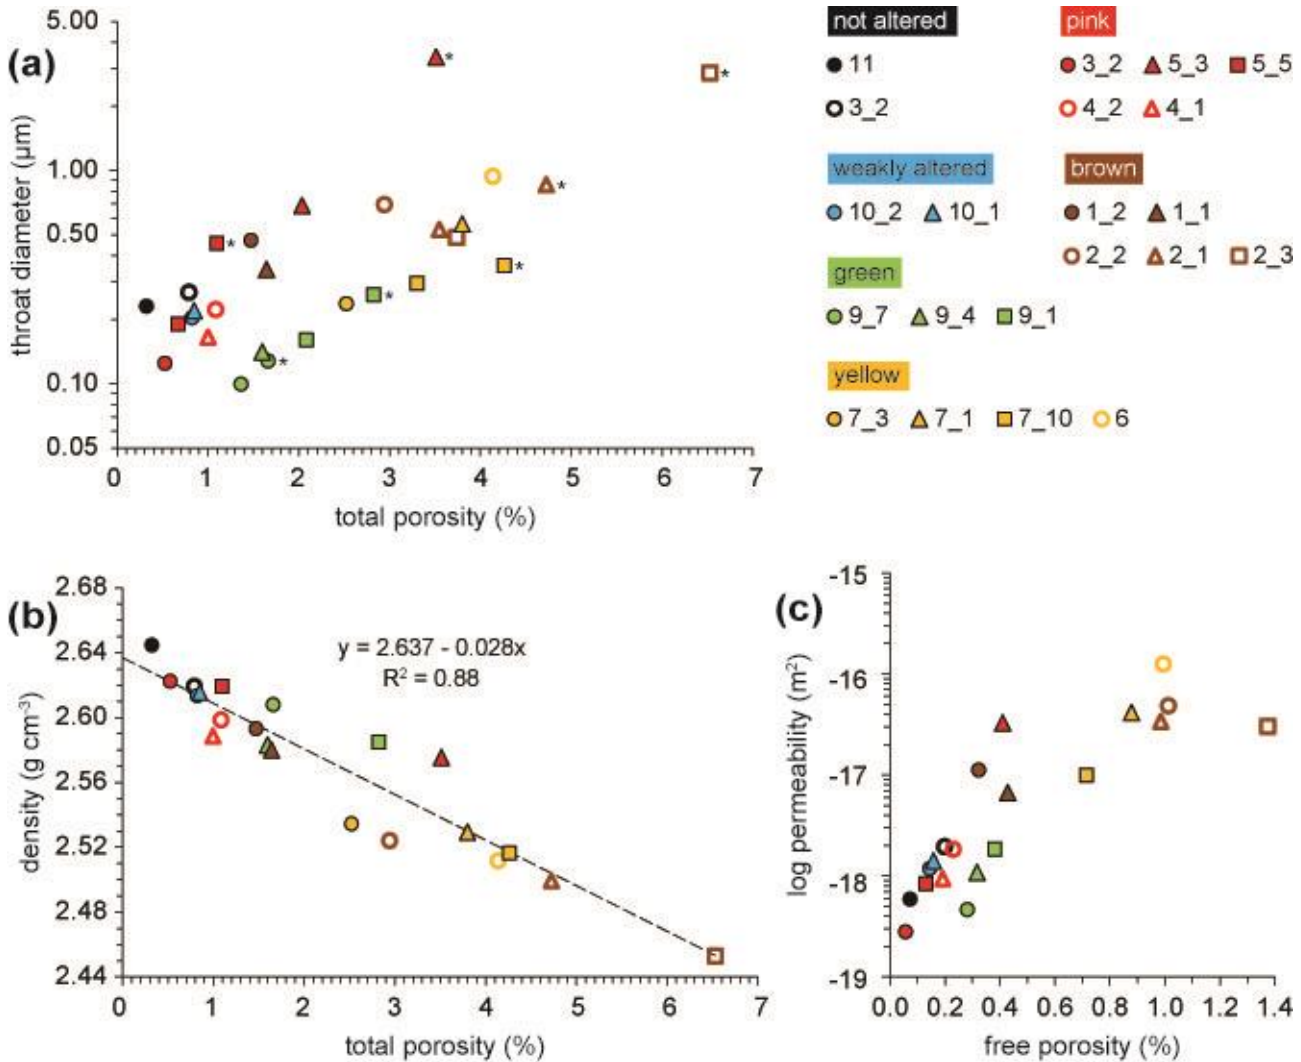 (a)
throat diameter (µm)
5.00
1.00
0.50
0.10
0.05
* * * * * * *
0 1 2 3 4 5 6 7
total porosity (%)
not altered
11
3_2
weakly altered
10_2 10_1
green
9_7 9_4 9_1
yellow
7_3 7_1 7_10 6
pink
3_2 5_3 5_5
4_2 4_1
brown
1_2 1_1
2_2 2_1 2_3
(b)
density (g cm⁻³)
2.68
2.64
2.60
2.56
2.52
2.48
2.44
y = 2.637 - 0.028x
R² = 0.88
0 1 2 3 4 5 6 7
total porosity (%)
(c)
log permeability (m²)
-15
-16
-17
-18
-19
0.0 0.2 0.4 0.6 0.8 1.0 1.2 1.4
free porosity (%)